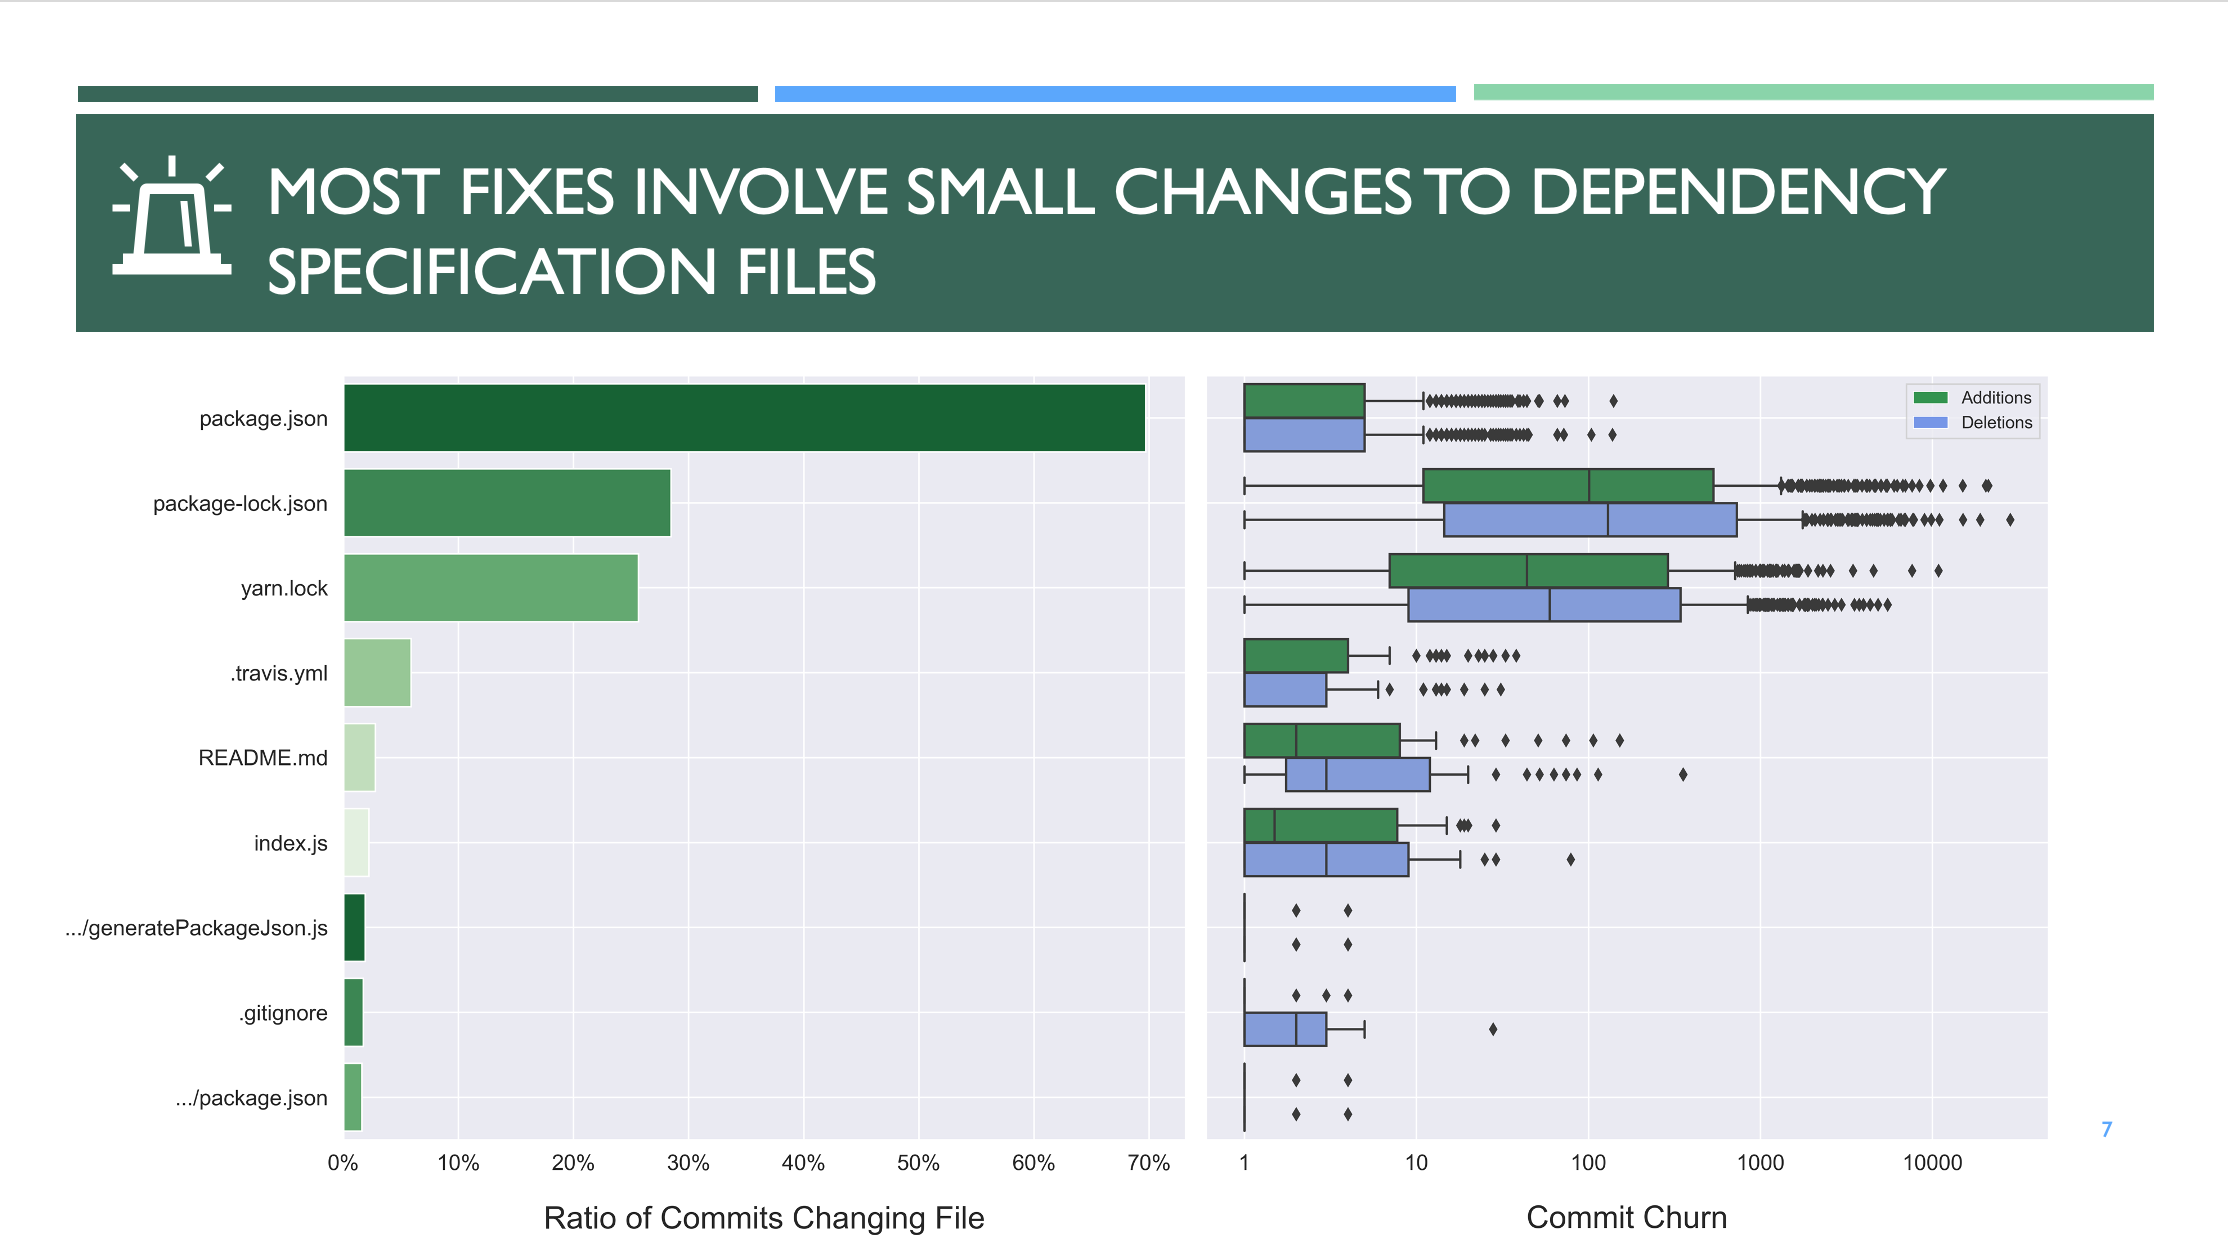 MOST FIXES INVOLVE SMALL CHANGES TO DEPENDENCY
SPECIFICATION FILES
package.json
package-lock.json
yarn.lock
.travis.yml
README.md
index.js
.../generatePackageJson.js
.gitignore
.../package.json
0% 10% 20% 30% 40% 50% 60% 70%
Ratio of Commits Changing File
Additions
Deletions
1 10 100 1000 10000
Commit Churn
7